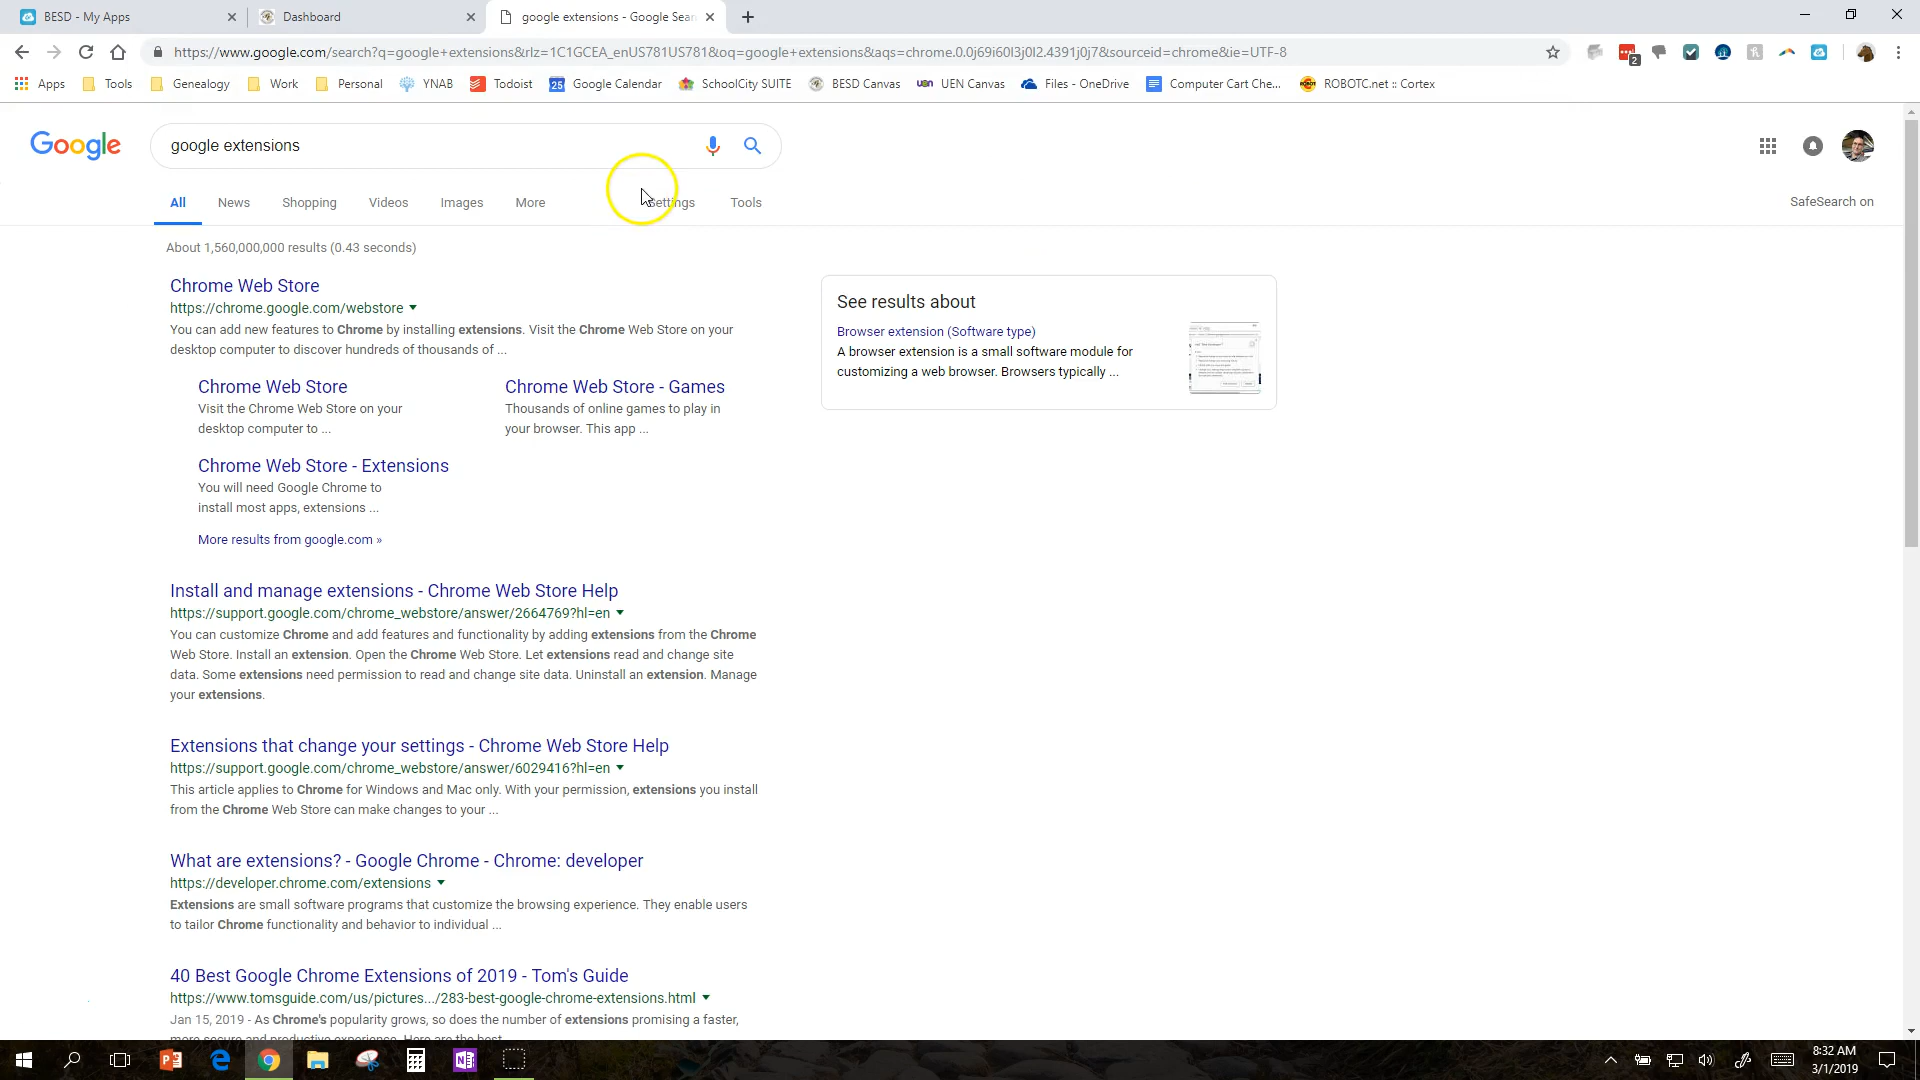 BESD - My Apps
Dashboard
google extensions - Google Sear
https://www.google.com/search?q=google+extensions&rlz=1C1GCEA_enUS781US781&oq=google+extensions&aqs=chrome.0.0j69i60l3j0l2.4391j0j7&sourceid=chrome&ie=UTF-8
2
Apps
Tools
Genealogy
Work
Personal
YNAB
Todoist
25
Google Calendar
SchoolCity SUITE
BESD Canvas
uen
UEN Canvas
Files - OneDrive
Computer Cart Che...
ROBOTC.net :: Cortex
Google
google extensions
All
News
Shopping
Videos
Images
More
Settings
Tools
SafeSearch on
About 1,560,000,000 results (0.43 seconds)
Chrome Web Store
https://chrome.google.com/webstore
You can add new features to Chrome by installing extensions. Visit the Chrome Web Store on your
desktop computer to discover hundreds of thousands of ...
Chrome Web Store
Visit the Chrome Web Store on your
desktop computer to ...
Chrome Web Store - Games
Thousands of online games to play in
your browser. This app ...
Chrome Web Store - Extensions
You will need Google Chrome to
install most apps, extensions ...
More results from google.com »
See results about
Browser extension (Software type)
A browser extension is a small software module for
customizing a web browser. Browsers typically ...
Install and manage extensions - Chrome Web Store Help
https://support.google.com/chrome_webstore/answer/2664769?hl=en
You can customize Chrome and add features and functionality by adding extensions from the Chrome
Web Store. Install an extension. Open the Chrome Web Store. Let extensions read and change site
data. Some extensions need permission to read and change site data. Uninstall an extension. Manage
your extensions.
Extensions that change your settings - Chrome Web Store Help
https://support.google.com/chrome_webstore/answer/6029416?hl=en
This article applies to Chrome for Windows and Mac only. With your permission, extensions you install
from the Chrome Web Store can make changes to your ...
What are extensions? - Google Chrome - Chrome: developer
https://developer.chrome.com/extensions
Extensions are small software programs that customize the browsing experience. They enable users
to tailor Chrome functionality and behavior to individual ...
40 Best Google Chrome Extensions of 2019 - Tom's Guide
https://www.tomsguide.com/us/pictures.../283-best-google-chrome-extensions.html
Jan 15, 2019 - As Chrome's popularity grows, so does the number of extensions promising a faster,
more secure and productive experience. Here are the best
8:32 AM
3/1/2019